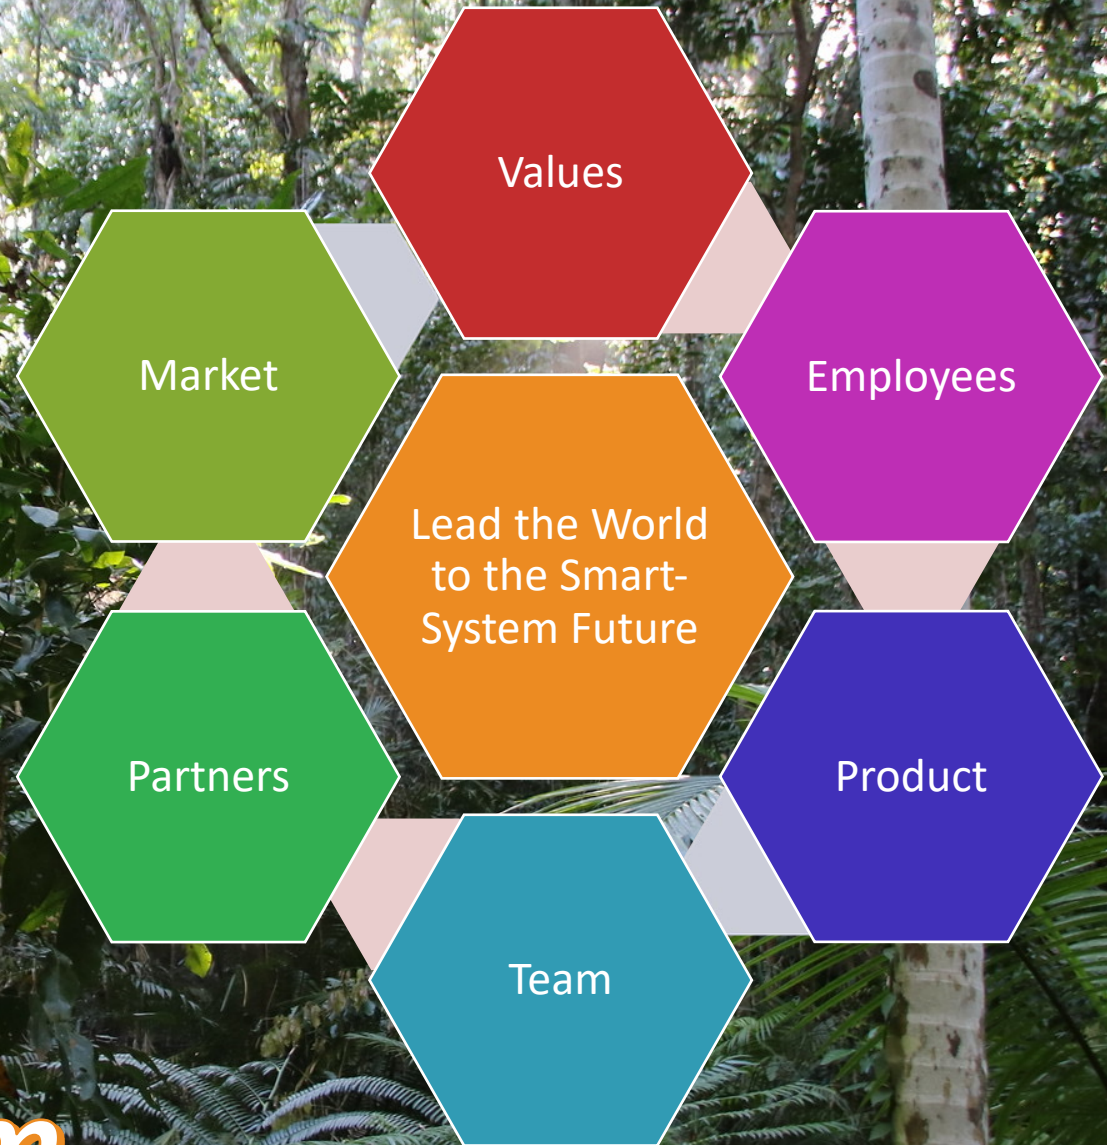 Values
Market
Employees
Lead the World
to the Smart-
System Future
Partners
Product
Team